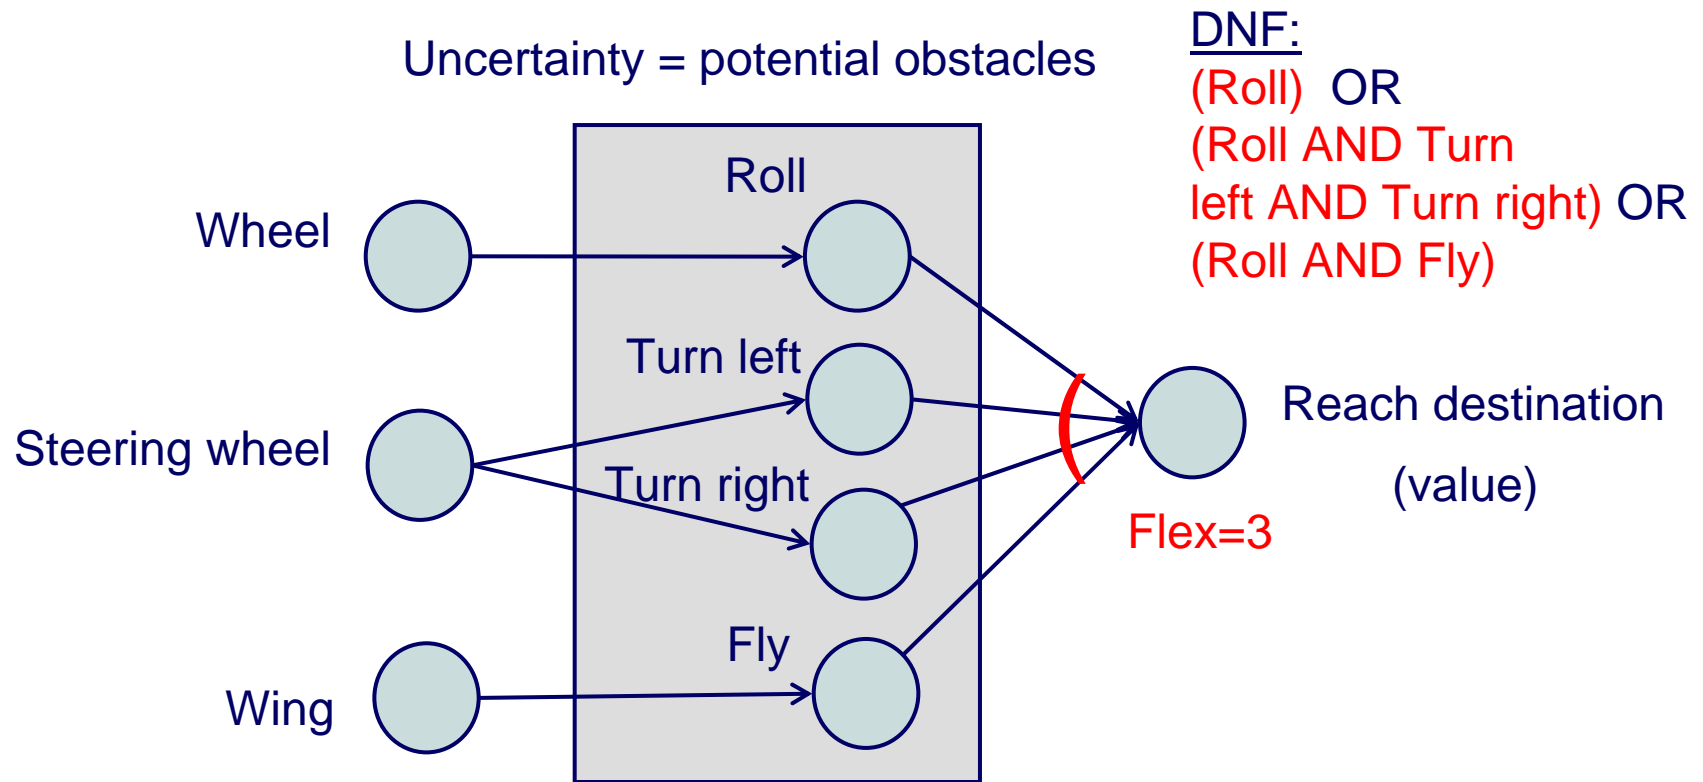 Uncertainty = potential obstacles
DNF:
(Roll) OR
(Roll AND Turn
left AND Turn right) OR
(Roll AND Fly)
Roll
Wheel
Turn left
Steering wheel
Turn right
Reach destination
(value)
Flex=3
Fly
Wing